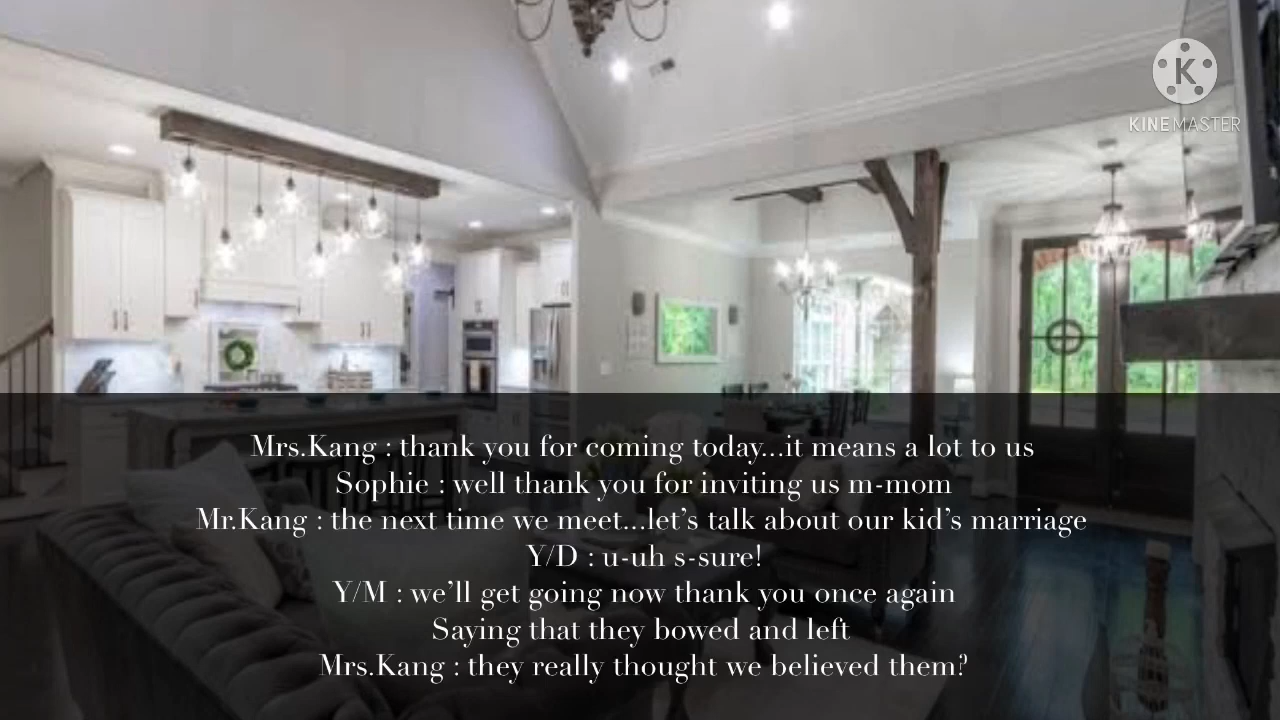 KINEMASTER
Mrs.Kang : thank you for coming today...it means a lot to us
Sophie : well thank you for inviting us m-mom
Mr.Kang : the next time we meet...let's talk about our kid's marriage
Y/D : u-uh s-sure!
Y/M : we'll get going now thank you once again
Saying that they bowed and left
Mrs.Kang : they really thought we believed them?